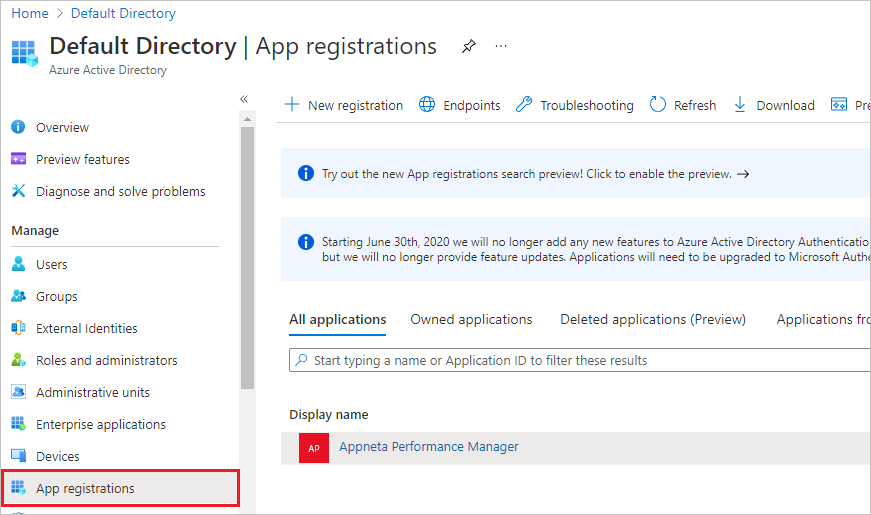 Home > Default Directory
Default Directory | App registrations
Azure Active Directory
Overview
Preview features
Diagnose and solve problems
Manage
Users
Groups
External Identities
Roles and administrators
Administrative units
Enterprise applications
Devices
App registrations
New registration Endpoints Troubleshooting Refresh Download
Try out the new App registrations search preview! Click to enable the preview. →
Starting June 30th, 2020 we will no longer add any new features to Azure Active Directory Authentication
but we will no longer provide feature updates. Applications will need to be upgraded to Microsoft
All applications Owned applications Deleted applications (Preview) Applications
Start typing a name or Application ID to filter these results
Display name
AP Appneta Performance Manager